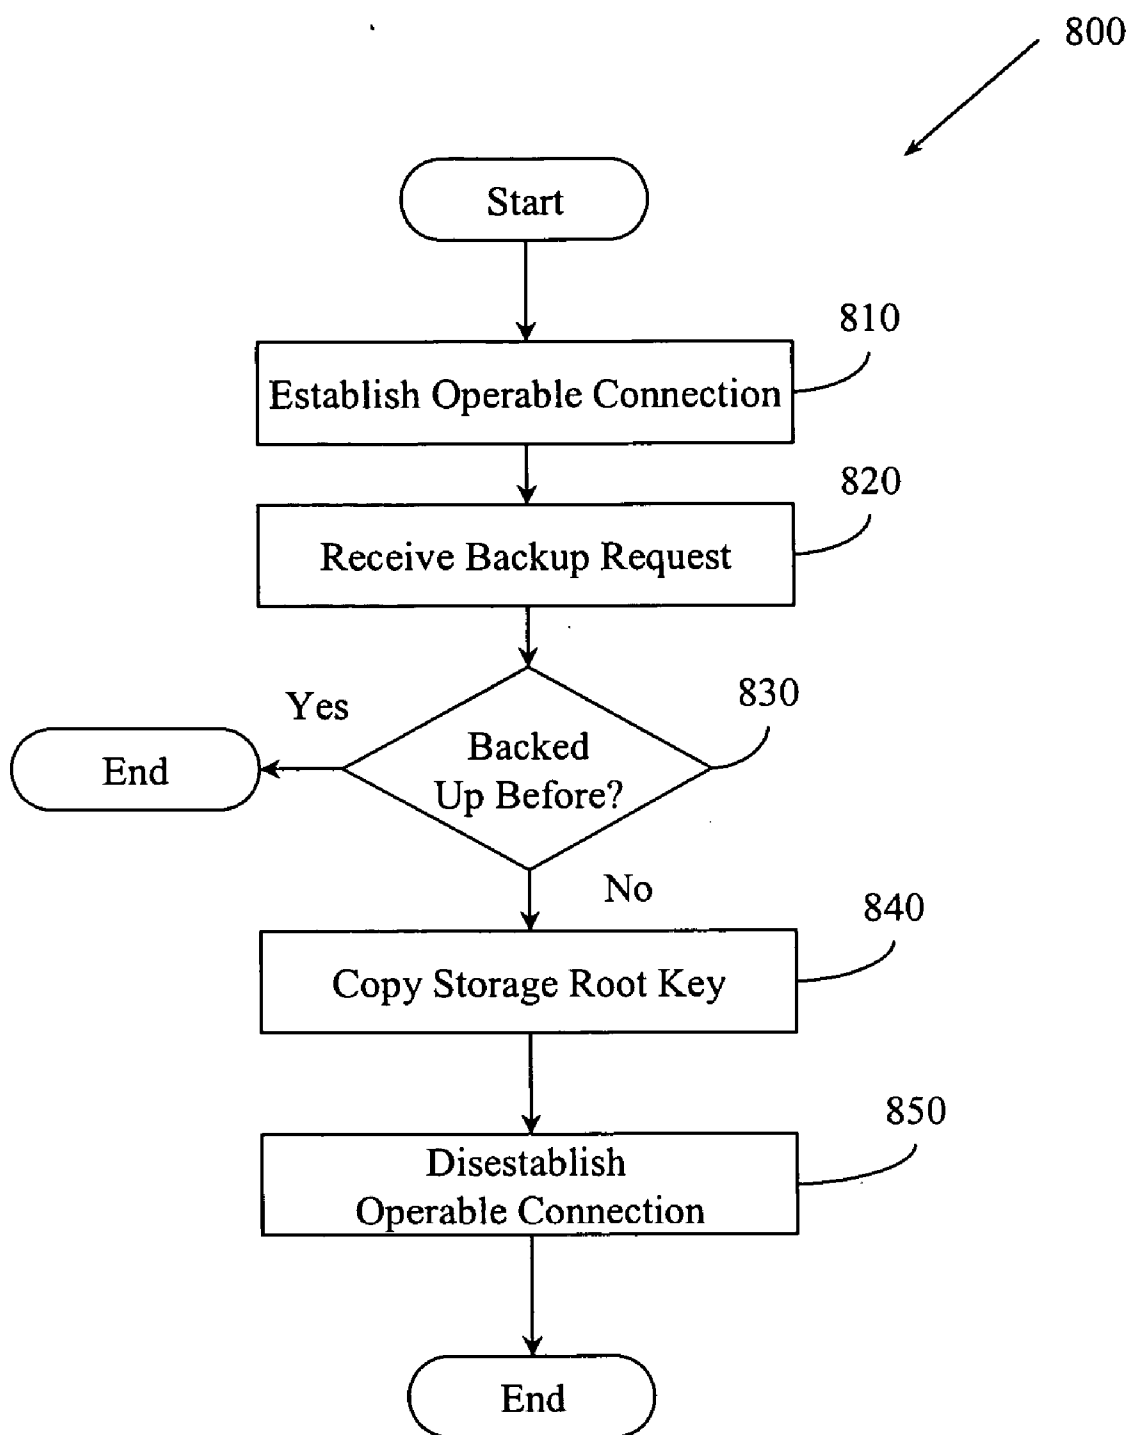 800
Start
810
Establish Operable Connection
820
Receive Backup Request
830
Yes
Backed
Up Before?
End
No
840
Copy Storage Root Key
850
Disestablish
Operable Connection
End